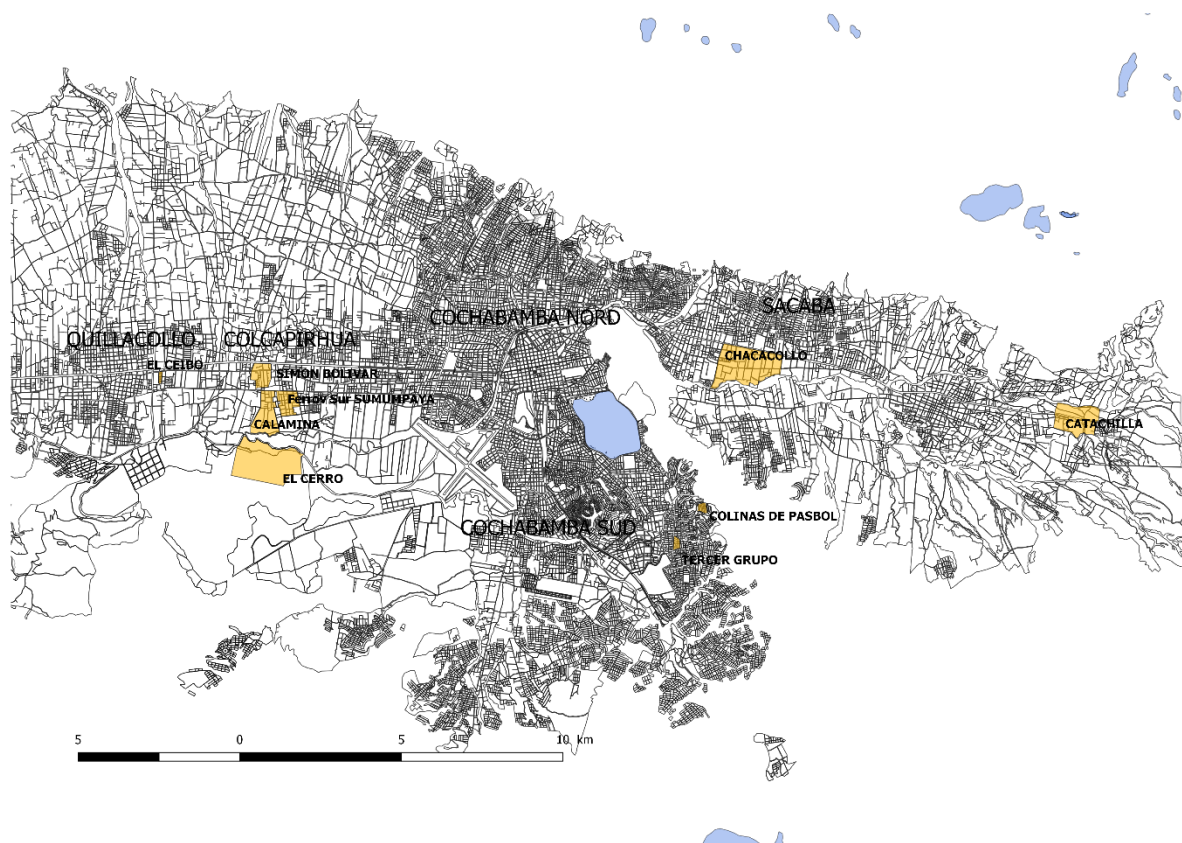 SACABA
COCHABAMBA NORD
QUILLACOLLO
COLCAPIRHUA
CHACACOLLO
EL CEIBO
SIMON BOLIVAR
Ferrov Sur SUMUMPAYA
CALAMINA
CATACHILLA
EL CERRO
COLINAS DE PASBOL
COCHABAMBA SUD
TERCER GRUPO
5 0 5 10 km